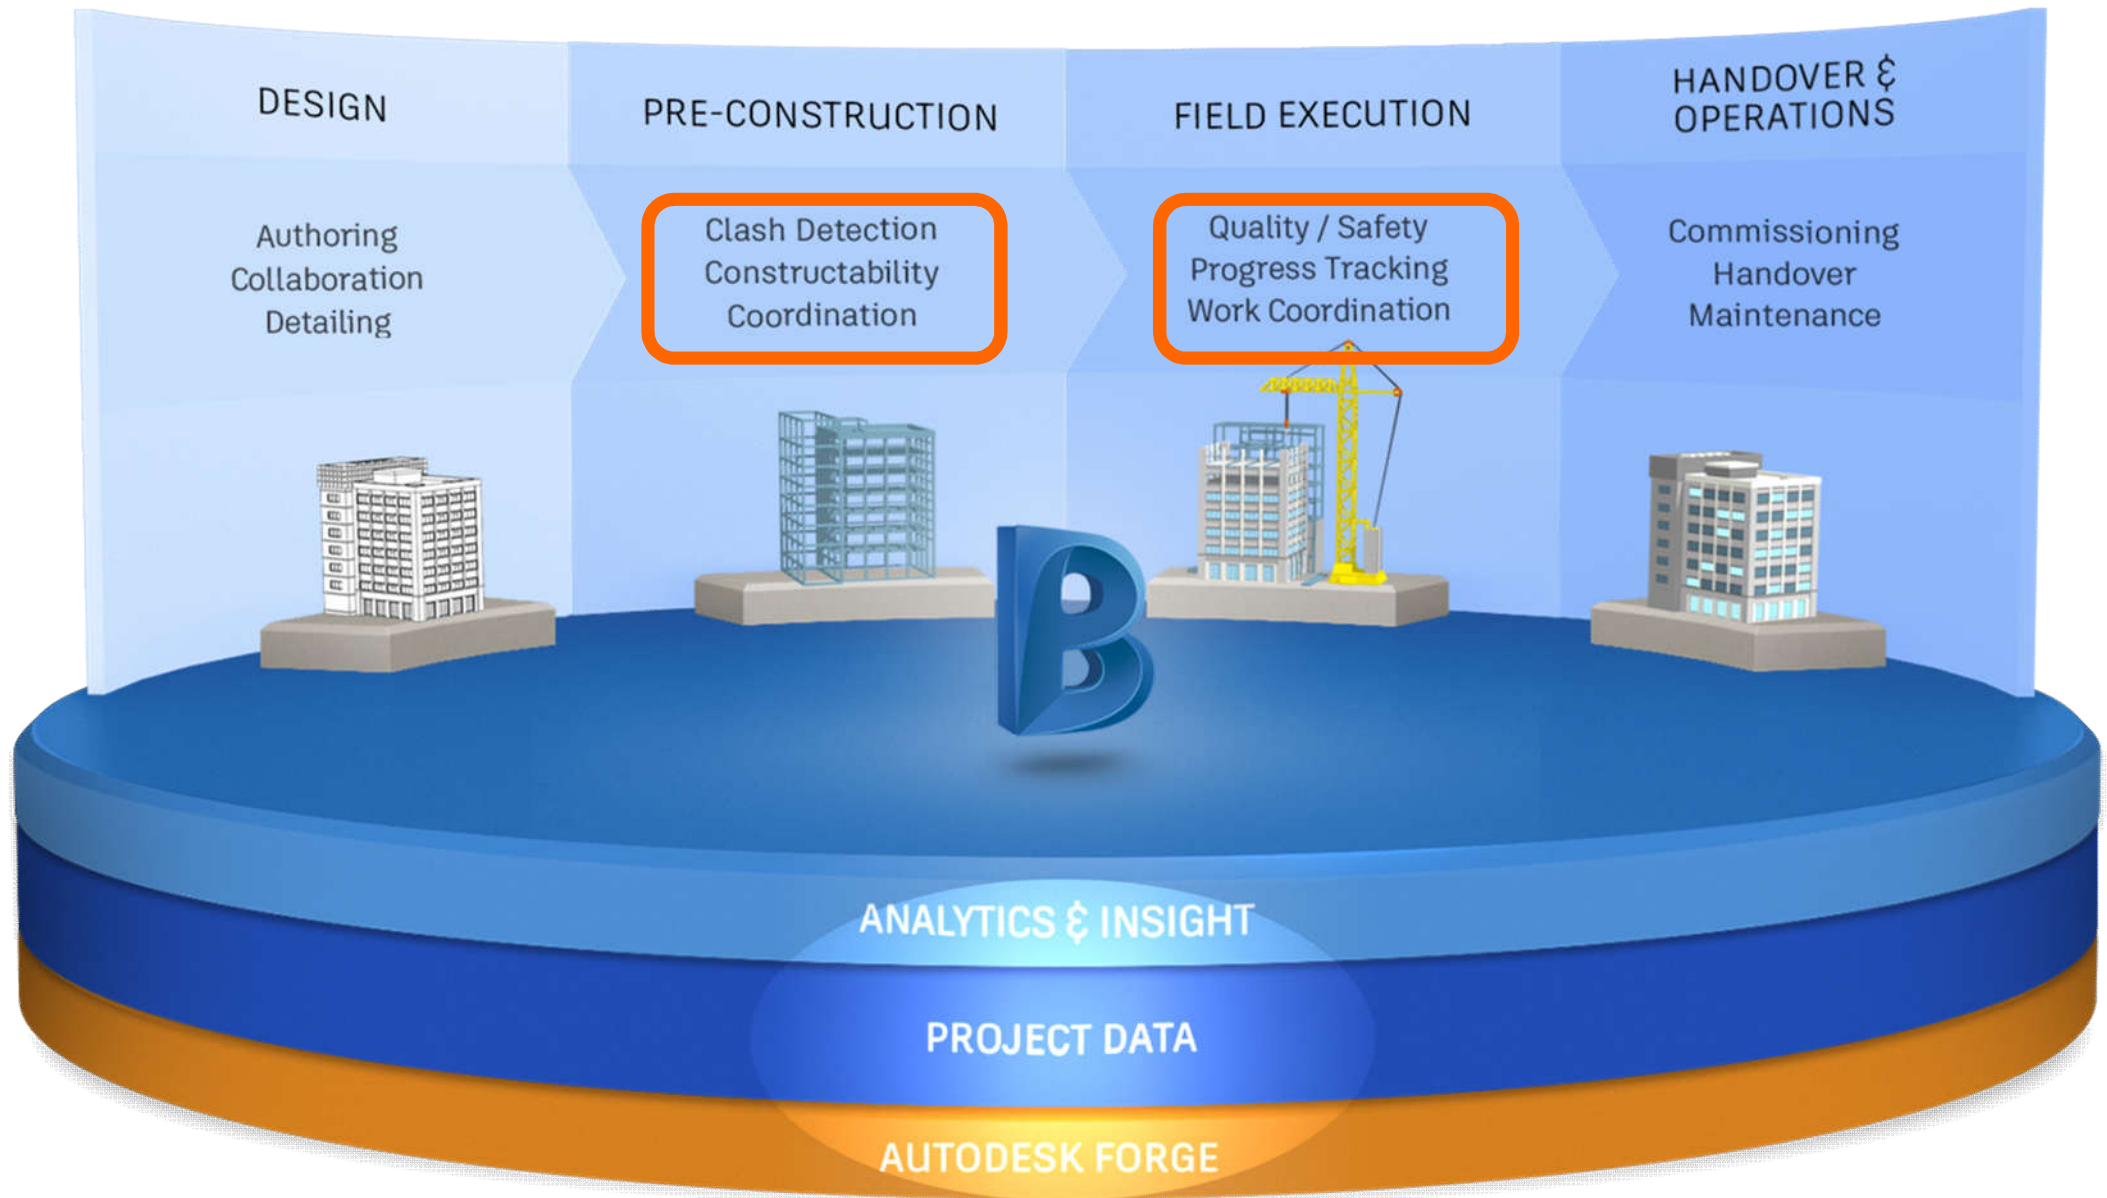 DESIGN
Authoring
Collaboration
Detailing
PRE-CONSTRUCTION
Clash Detection
Constructability
Coordination
FIELD EXECUTION
Quality / Safety
Progress Tracking
Work Coordination
HANDOVER &
OPERATIONS
Commissioning
Handover
Maintenance
B
ANALYTICS & INSIGHT
PROJECT DATA
AUTODESK FORGE